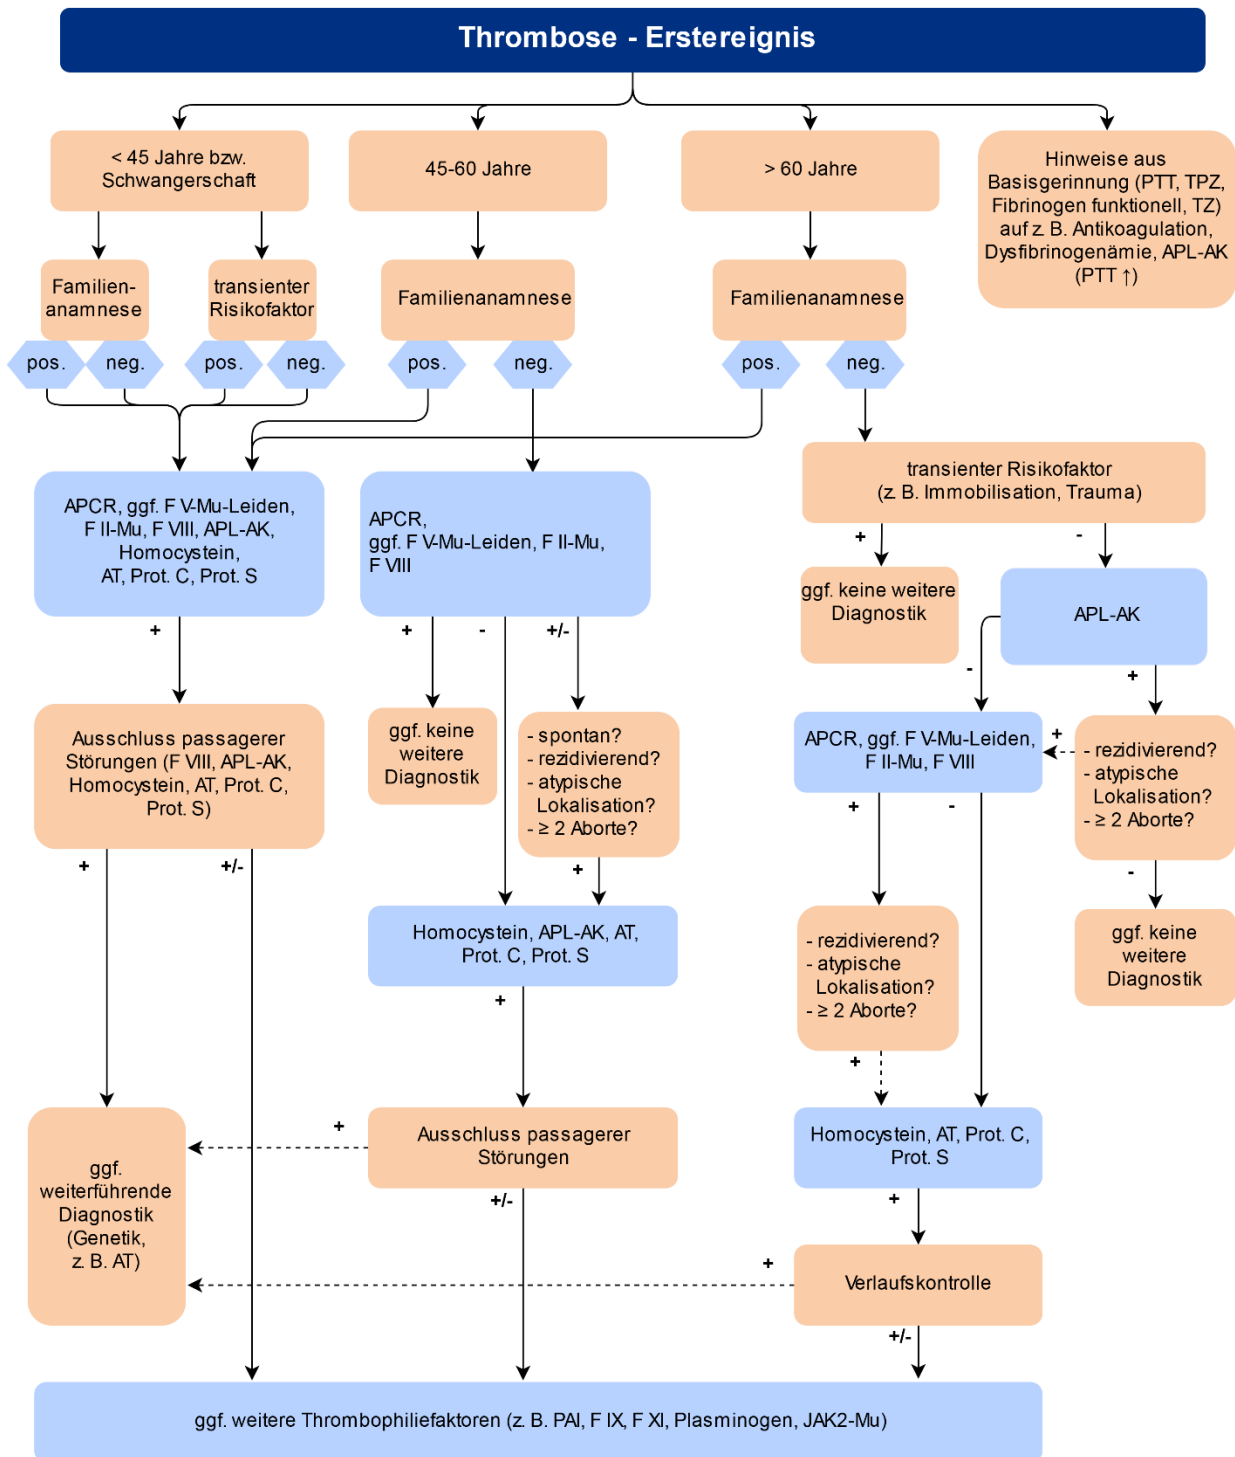 Thrombose - Erstereignis
< 45 Jahre bzw.
Schwangerschaft
45-60 Jahre
> 60 Jahre
Hinweise aus
Basisgerinnung (PTT, TPZ,
Fibrinogen funktionell, TZ)
auf z. B. Antikoagulation,
Dysfibrinogenämie, APL-AK
(PTT ↑)
Familien-
anamnese
transienter
Risikofaktor
Familienanamnese
Familienanamnese
pos.
neg.
pos.
neg.
pos.
neg.
pos.
neg.
APCR, ggf. F V-Mu-Leiden,
F II-Mu, F VIII, APL-AK,
Homocystein,
AT, Prot. C, Prot. S
APCR,
ggf. F V-Mu-Leiden, F II-Mu,
F VIII
transienter Risikofaktor
(z. B. Immobilisation, Trauma)
+
-
ggf. keine weitere
Diagnostik
APL-AK
+
+
-
+/-
-
+
Ausschluss passagerer
Störungen (F VIII, APL-AK,
Homocystein, AT, Prot. C,
Prot. S)
ggf. keine
weitere
Diagnostik
- spontan?
- rezidivierend?
- atypische
Lokalisation?
- ≥ 2 Aborte?
APCR, ggf. F V-Mu-Leiden,
F II-Mu, F VIII
+
- rezidivierend?
- atypische
Lokalisation?
- ≥ 2 Aborte?
+
+/-
+
+
-
-
Homocystein, APL-AK, AT,
Prot. C, Prot. S
- rezidivierend?
- atypische
Lokalisation?
- ≥ 2 Aborte?
ggf. keine
weitere
Diagnostik
+
+
ggf.
weiterführende
Diagnostik
(Genetik,
z. B. AT)
+
Ausschluss passagerer
Störungen
Homocystein, AT, Prot. C,
Prot. S
+/-
+
+
Verlaufskontrolle
+/-
ggf. weitere Thrombophiliefaktoren (z. B. PAI, F IX, F XI, Plasminogen, JAK2-Mu)